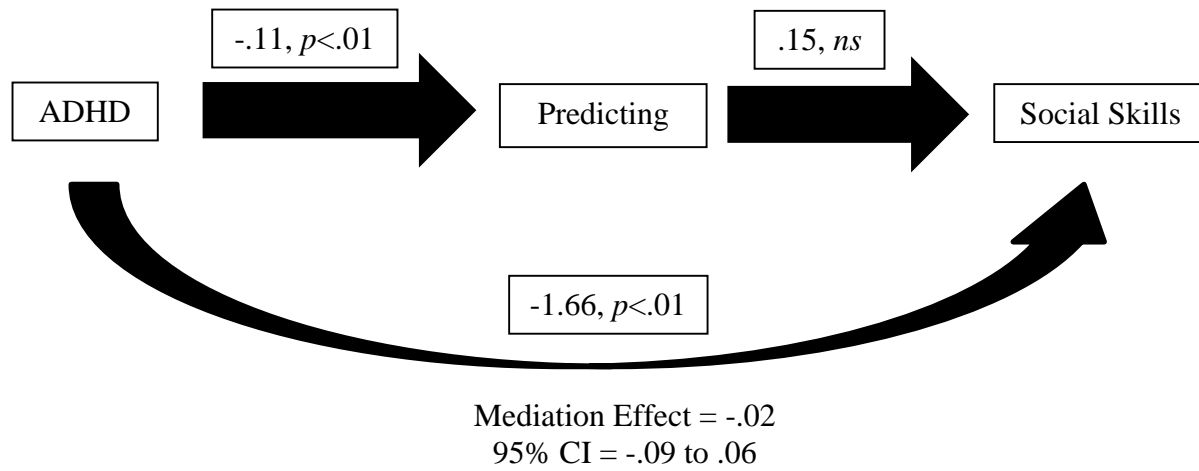 -.11, p<.01
.15, ns
ADHD
Predicting
Social Skills
-1.66, p<.01
Mediation Effect = -.02
95% CI = -.09 to .06